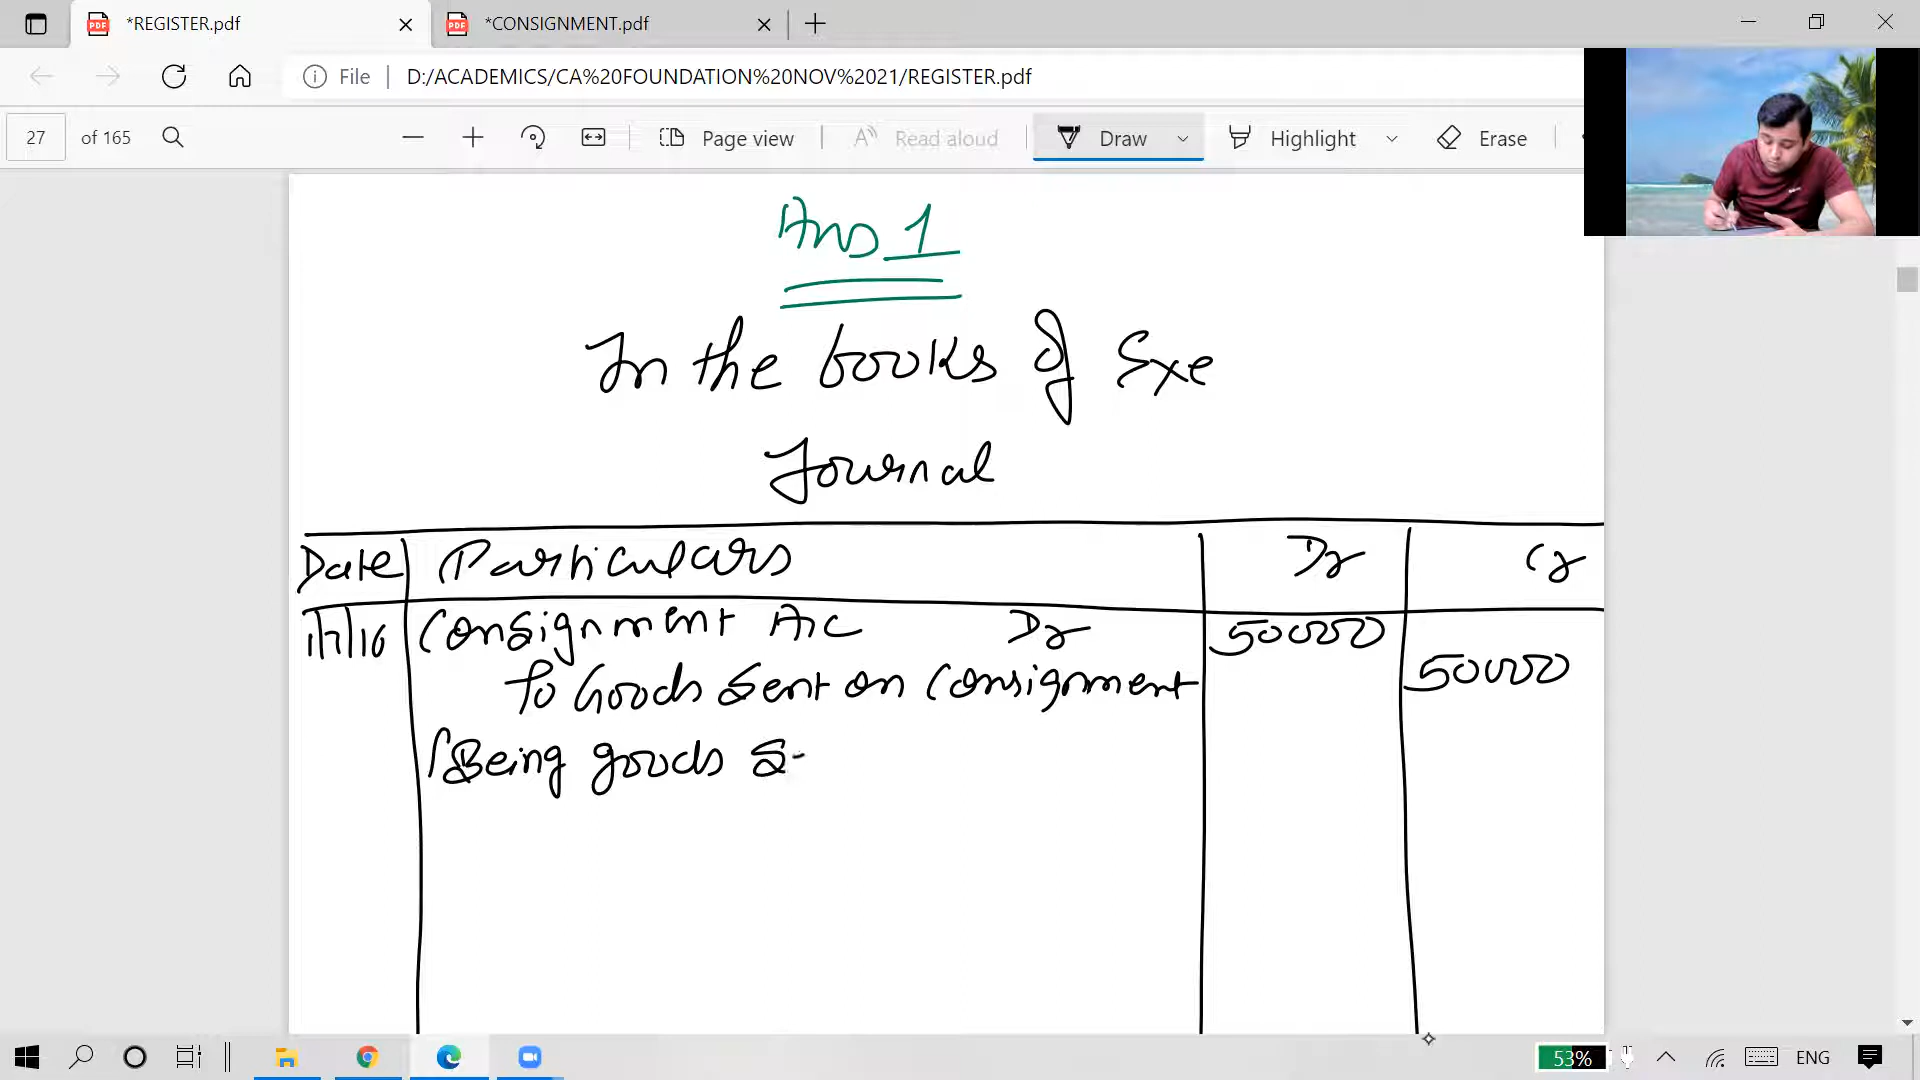 *REGISTER.pdf
*CONSIGNMENT.pdf
File
D:/ACADEMICS/CA%20FOUNDATION%20NOV%2021/REGISTER.pdf
27 of 165
Page view
Read aloud
Draw
Highlight
Erase
Ans 1
In the books of Sxe
Journal
Date Particulars Dr Cr
1/7/16 Consignment A/c Dr 50000
To Goods Sent on Consignment 50000
(Being goods S
53%
ENG